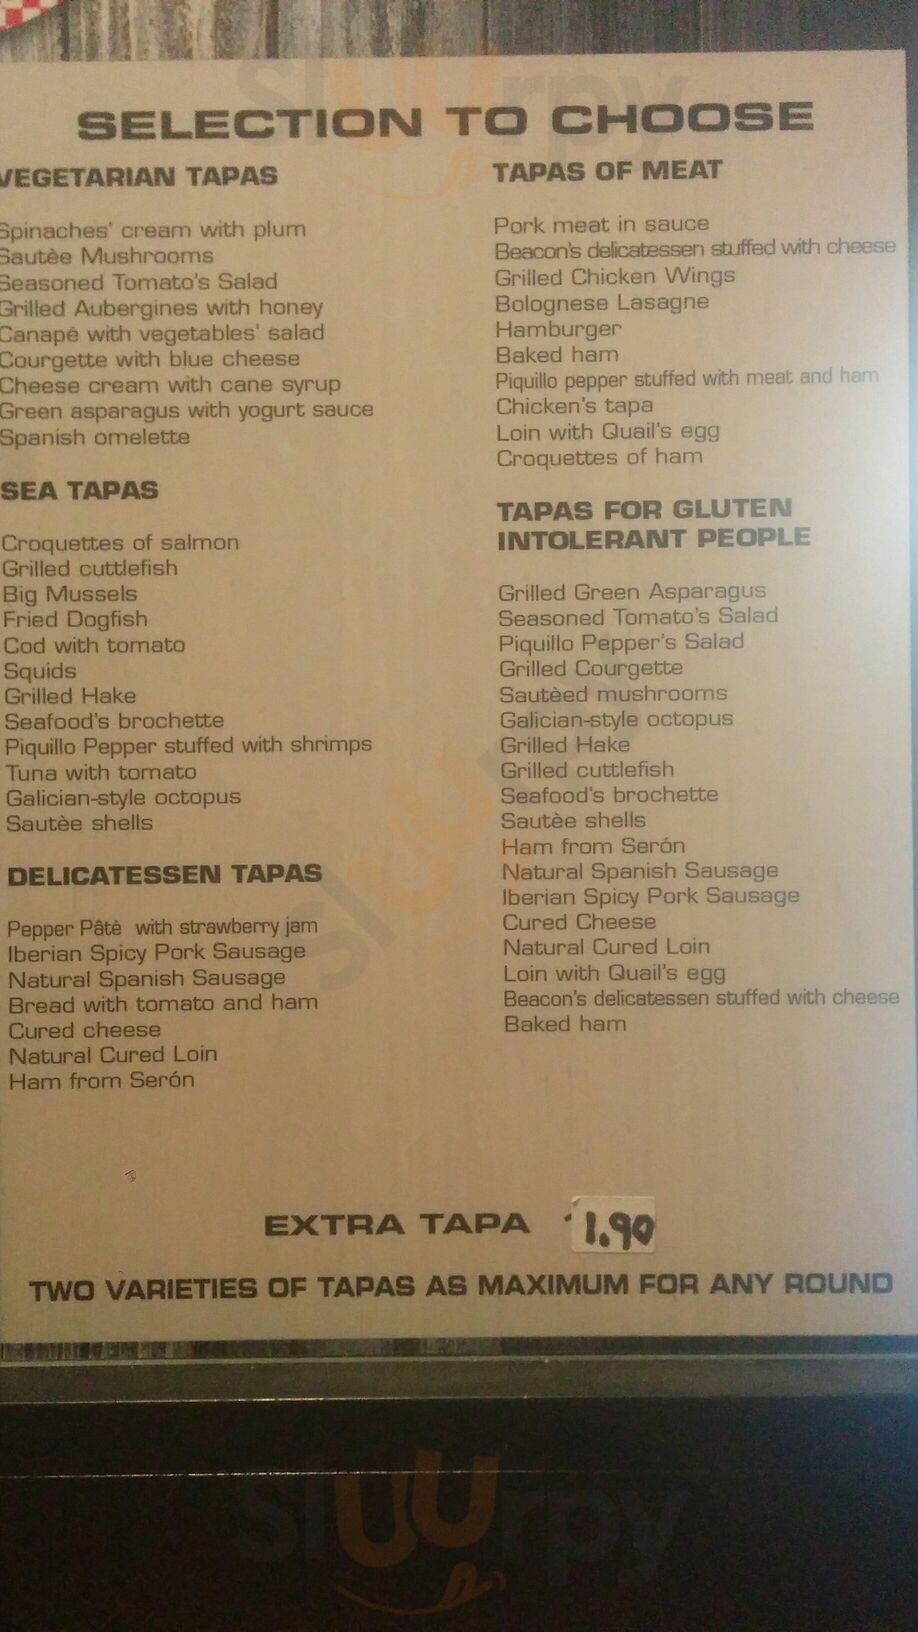 SELECTION TO CHOOSE
VEGETARIAN TAPAS
Spinaches' cream with plum
Sautèe Mushrooms
Seasoned Tomato's Salad
Grilled Aubergines with honey
Canapé with vegetables' salad
Courgette with blue cheese
Cheese cream with cane syrup
Green asparagus with yogurt sauce
Spanish omelette
SEA TAPAS
Croquettes of salmon
Grilled cuttlefish
Big Mussels
Fried Dogfish
Cod with tomato
Squids
Grilled Hake
Seafood's brochette
Piquillo Pepper stuffed with shrimps
Tuna with tomato
Galician-style octopus
Sautèe shells
DELICATESSEN TAPAS
Pepper Pâtè with strawberry jam
Iberian Spicy Pork Sausage
Natural Spanish Sausage
Bread with tomato and ham
Cured cheese
Natural Cured Loin
Ham from Serón
TAPAS OF MEAT
Pork meat in sauce
Beacon's delicatessen stuffed with cheese
Grilled Chicken Wings
Bolognese Lasagne
Hamburger
Baked ham
Piquillo pepper stuffed with meat and ham
Chicken's tapa
Loin with Quail's egg
Croquettes of ham
TAPAS FOR GLUTEN
INTOLERANT PEOPLE
Grilled Green Asparagus
Seasoned Tomato's Salad
Piquillo Pepper's Salad
Grilled Courgette
Sautèed mushrooms
Galician-style octopus
Grilled Hake
Grilled cuttlefish
Seafood's brochette
Sautèe shells
Ham from Serón
Natural Spanish Sausage
Iberian Spicy Pork Sausage
Cured Cheese
Natural Cured Loin
Loin with Quail's egg
Beacon's delicatessen stuffed with cheese
Baked ham
EXTRA TAPA 1.90
TWO VARIETIES OF TAPAS AS MAXIMUM FOR ANY ROUND
sluurpy
sluurpy
sluurpy